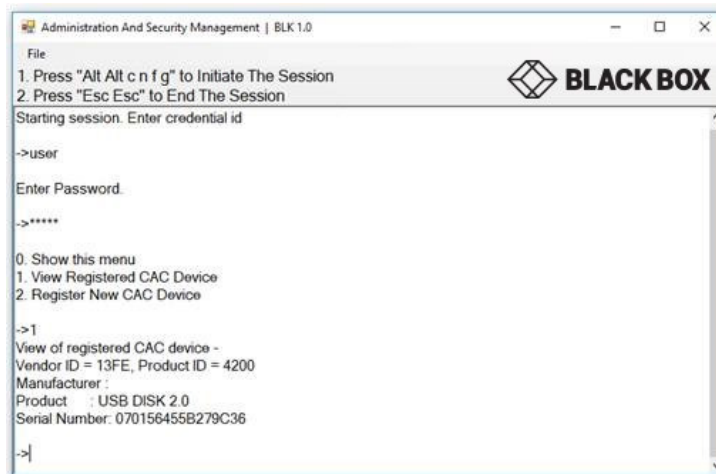 Administration And Security Management | BLK 1.0
File
1. Press "Alt Alt c n f g" to Initiate The Session
2. Press "Esc Esc" to End The Session
BLACK BOX
Starting session. Enter credential id
->user
Enter Password.
->*****
0. Show this menu
1. View Registered CAC Device
2. Register New CAC Device
->1
View of registered CAC device -
Vendor ID = 13FE, Product ID = 4200
Manufacturer :
Product : USB DISK 2.0
Serial Number: 070156455B279C36
->